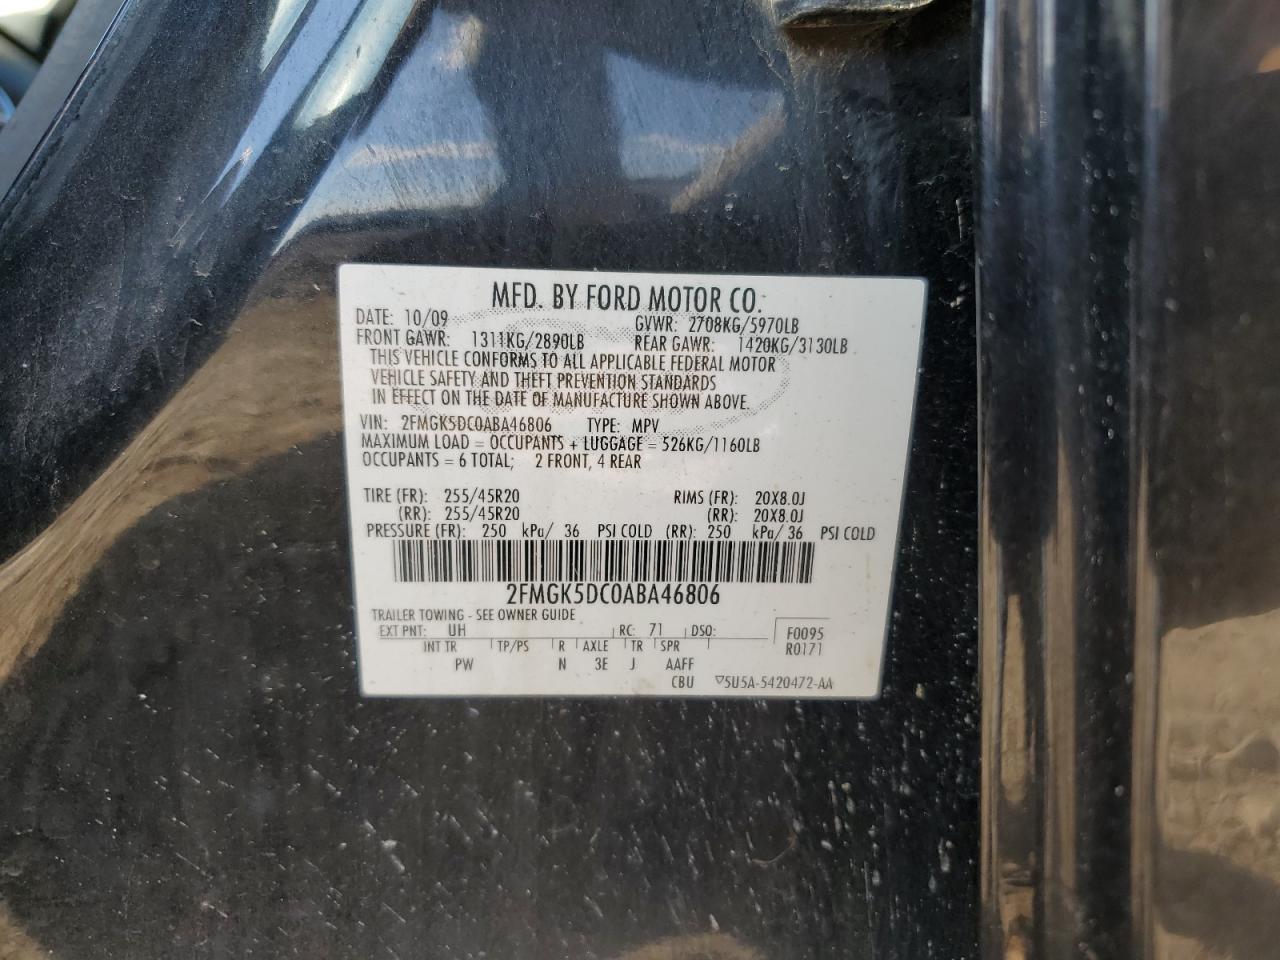 MFD. BY FORD MOTOR CO.
DATE: 10/09 GVWR: 2708KG/5970LB
FRONT GAWR: 1311KG/2890LB REAR GAWR: 1420KG/3130LB
THIS VEHICLE CONFORMS TO ALL APPLICABLE FEDERAL MOTOR
VEHICLE SAFETY AND THEFT PREVENTION STANDARDS
IN EFFECT ON THE DATE OF MANUFACTURE SHOWN ABOVE.
VIN: 2FMGK5DC0ABA46806 TYPE: MPV
MAXIMUM LOAD = OCCUPANTS + LUGGAGE = 526KG/1160LB
OCCUPANTS = 6 TOTAL; 2 FRONT, 4 REAR
TIRE (FR): 255/45R20 RIMS (FR): 20X8.0J
(RR): 255/45R20 (RR): 20X8.0J
PRESSURE (FR): 250 kPa/ 36 PSI COLD (RR): 250 kPa/ 36 PSI COLD
2FMGK5DC0ABA46806
TRAILER TOWING - SEE OWNER GUIDE
EXT PNT: UH RC: 71 DSO: F0095
INT TR TP/PS R AXLE TR SPR R0171
PW N 3E J AAFF
CBU ▽5U5A-5420472-AA